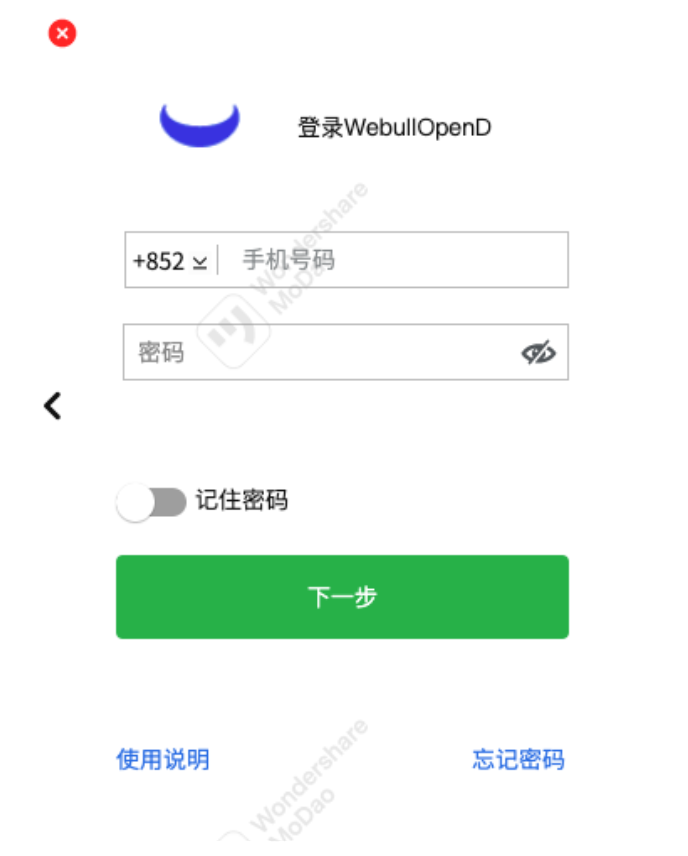 登录WebullOpenD
+852 手机号码
密码
记住密码
下一步
使用说明 忘记密码
Wondershare
MoDao
Wondershare
MoDao